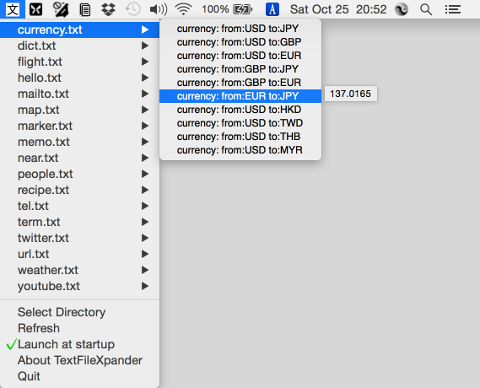 文 100% A Sat Oct 25 20:52
currency.txt
dict.txt
flight.txt
hello.txt
mailto.txt
map.txt
marker.txt
memo.txt
near.txt
people.txt
recipe.txt
tel.txt
term.txt
twitter.txt
url.txt
weather.txt
youtube.txt
Select Directory
Refresh
Launch at startup
About TextFileXpander
Quit
currency: from:USD to:JPY
currency: from:USD to:GBP
currency: from:USD to:EUR
currency: from:GBP to:JPY
currency: from:GBP to:EUR
currency: from:EUR to:JPY
currency: from:USD to:HKD
currency: from:USD to:TWD
currency: from:USD to:THB
currency: from:USD to:MYR
137.0165